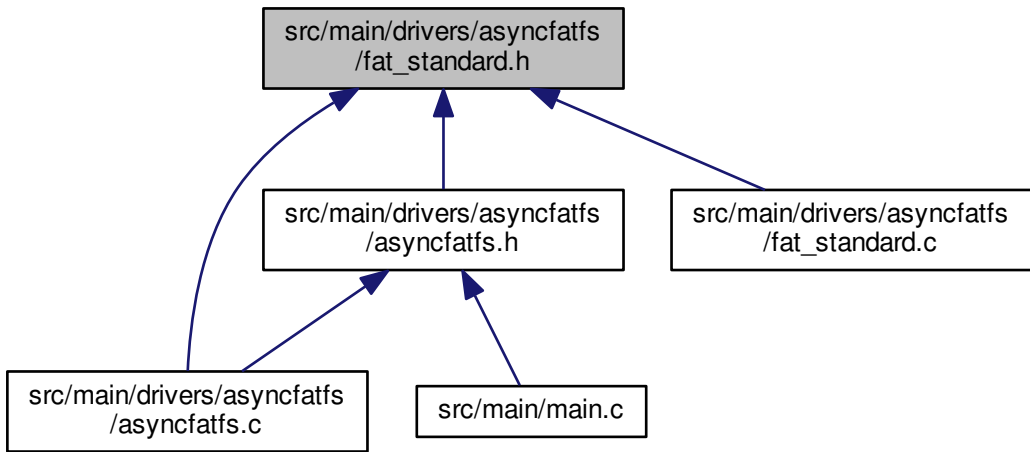 src/main/drivers/asyncfatfs
/fat_standard.h
src/main/drivers/asyncfatfs
/asyncfatfs.h
src/main/drivers/asyncfatfs
/fat_standard.c
src/main/drivers/asyncfatfs
/asyncfatfs.c
src/main/main.c